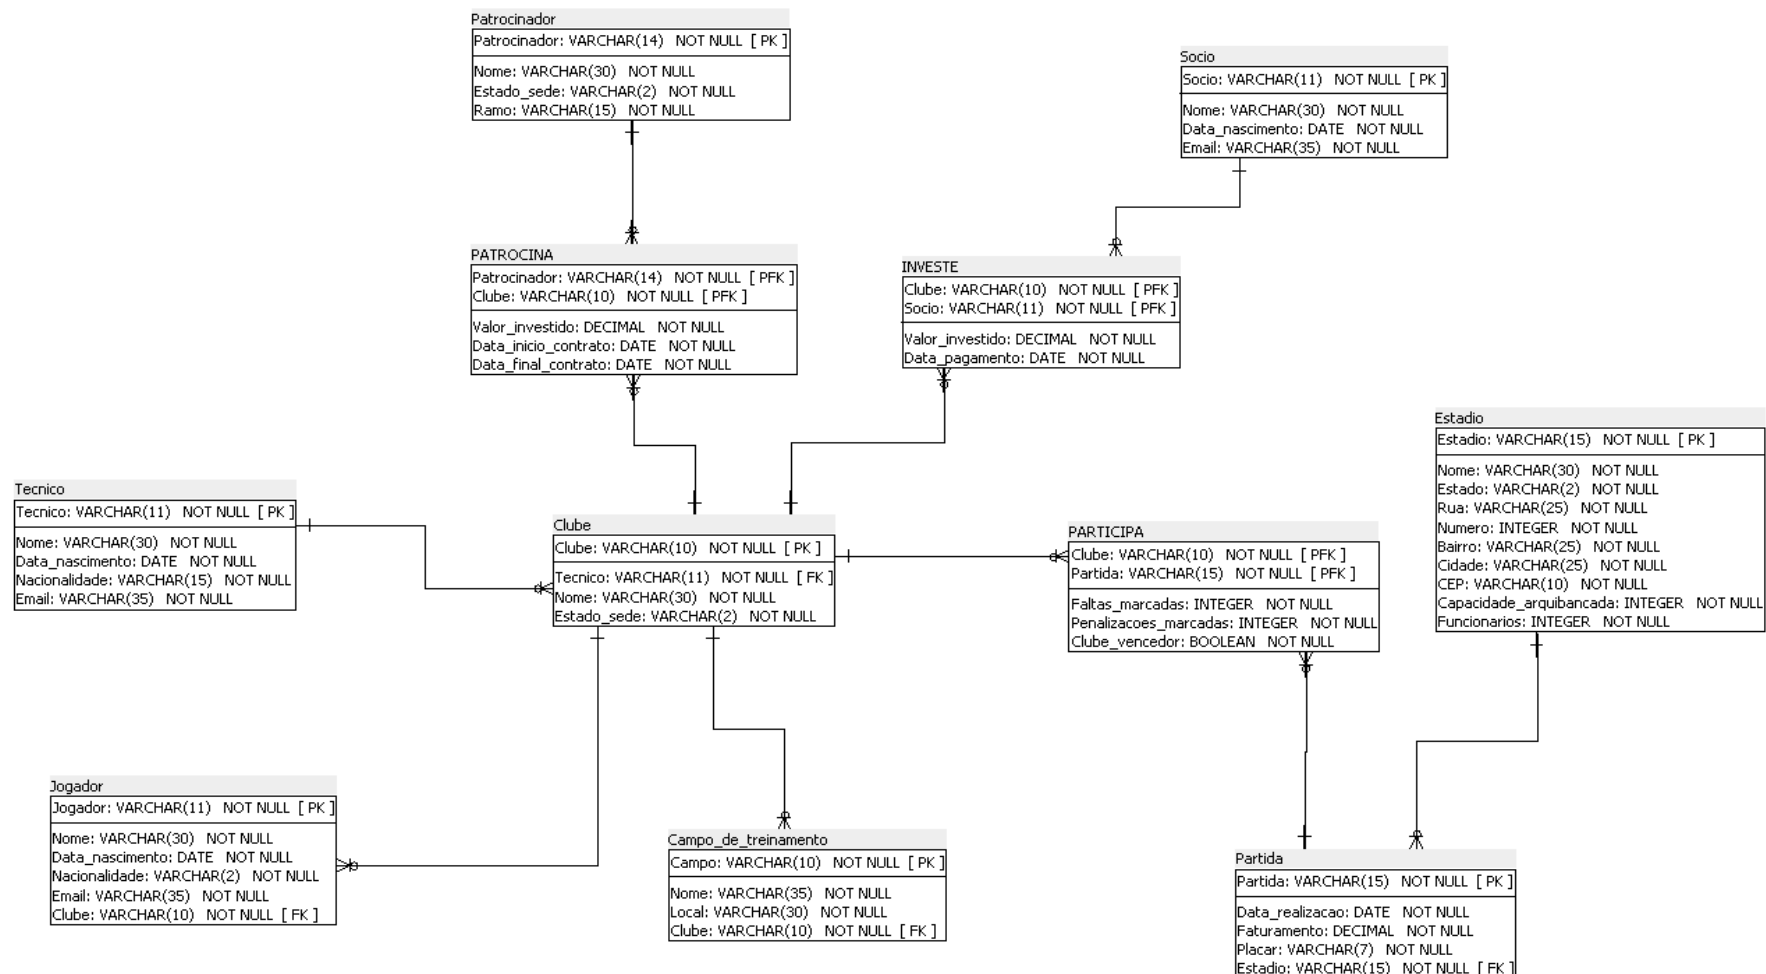 Patrocinador
Patrocinador: VARCHAR(14) NOT NULL [ PK ]
Nome: VARCHAR(30) NOT NULL
Estado_sede: VARCHAR(2) NOT NULL
Ramo: VARCHAR(15) NOT NULL
Socio
Socio: VARCHAR(11) NOT NULL [ PK ]
Nome: VARCHAR(30) NOT NULL
Data_nascimento: DATE NOT NULL
Email: VARCHAR(35) NOT NULL
PATROCINA
Patrocinador: VARCHAR(14) NOT NULL [ PFK ]
Clube: VARCHAR(10) NOT NULL [ PFK ]
Valor_investido: DECIMAL NOT NULL
Data_inicio_contrato: DATE NOT NULL
Data_final_contrato: DATE NOT NULL
INVESTE
Clube: VARCHAR(10) NOT NULL [ PFK ]
Socio: VARCHAR(11) NOT NULL [ PFK ]
Valor_investido: DECIMAL NOT NULL
Data_pagamento: DATE NOT NULL
Estadio
Estadio: VARCHAR(15) NOT NULL [ PK ]
Nome: VARCHAR(30) NOT NULL
Estado: VARCHAR(2) NOT NULL
Rua: VARCHAR(25) NOT NULL
Numero: INTEGER NOT NULL
Bairro: VARCHAR(25) NOT NULL
Cidade: VARCHAR(25) NOT NULL
CEP: VARCHAR(10) NOT NULL
Capacidade_arquibancada: INTEGER NOT NULL
Funcionarios: INTEGER NOT NULL
Tecnico
Tecnico: VARCHAR(11) NOT NULL [ PK ]
Nome: VARCHAR(30) NOT NULL
Data_nascimento: DATE NOT NULL
Nacionalidade: VARCHAR(15) NOT NULL
Email: VARCHAR(35) NOT NULL
Clube
Clube: VARCHAR(10) NOT NULL [ PK ]
Tecnico: VARCHAR(11) NOT NULL [ FK ]
Nome: VARCHAR(30) NOT NULL
Estado_sede: VARCHAR(2) NOT NULL
PARTICIPA
Clube: VARCHAR(10) NOT NULL [ PFK ]
Partida: VARCHAR(15) NOT NULL [ PFK ]
Faltas_marcadas: INTEGER NOT NULL
Penalizacoes_marcadas: INTEGER NOT NULL
Clube_vencedor: BOOLEAN NOT NULL
Jogador
Jogador: VARCHAR(11) NOT NULL [ PK ]
Nome: VARCHAR(30) NOT NULL
Data_nascimento: DATE NOT NULL
Nacionalidade: VARCHAR(2) NOT NULL
Email: VARCHAR(35) NOT NULL
Clube: VARCHAR(10) NOT NULL [ FK ]
Campo_de_treinamento
Campo: VARCHAR(10) NOT NULL [ PK ]
Nome: VARCHAR(35) NOT NULL
Local: VARCHAR(30) NOT NULL
Clube: VARCHAR(10) NOT NULL [ FK ]
Partida
Partida: VARCHAR(15) NOT NULL [ PK ]
Data_realizacao: DATE NOT NULL
Faturamento: DECIMAL NOT NULL
Placar: VARCHAR(7) NOT NULL
Estadio: VARCHAR(15) NOT NULL [ FK ]